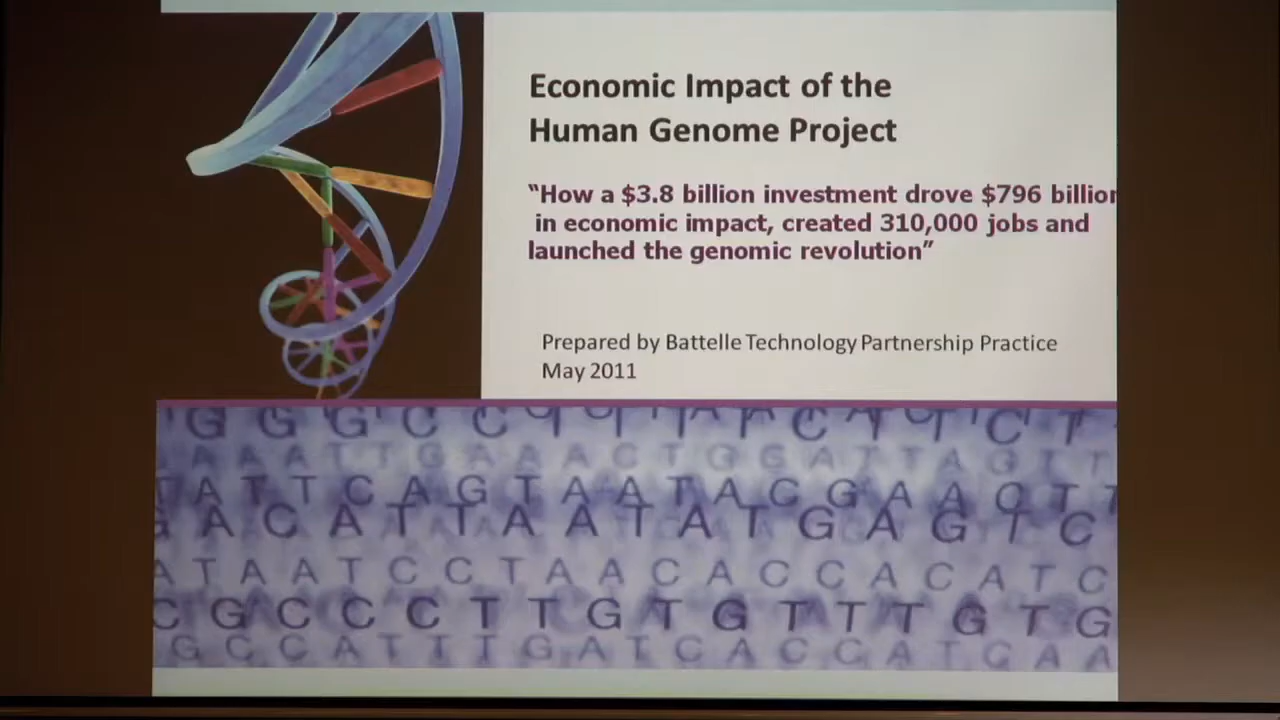 Economic Impact of the
Human Genome Project
“How a $3.8 billion investment drove $796 billion
in economic impact, created 310,000 jobs and
launched the genomic revolution”
Prepared by Battelle Technology Partnership Practice
May 2011
A T T C A G T A A T A C G A A C T T
G A C A T T A A T A T G A G T C
A T A A T C C T A A C A C C A C A T C
C G C C C T T G T G T T T G T G
G C C A T T T G A T C A C C A T C A A